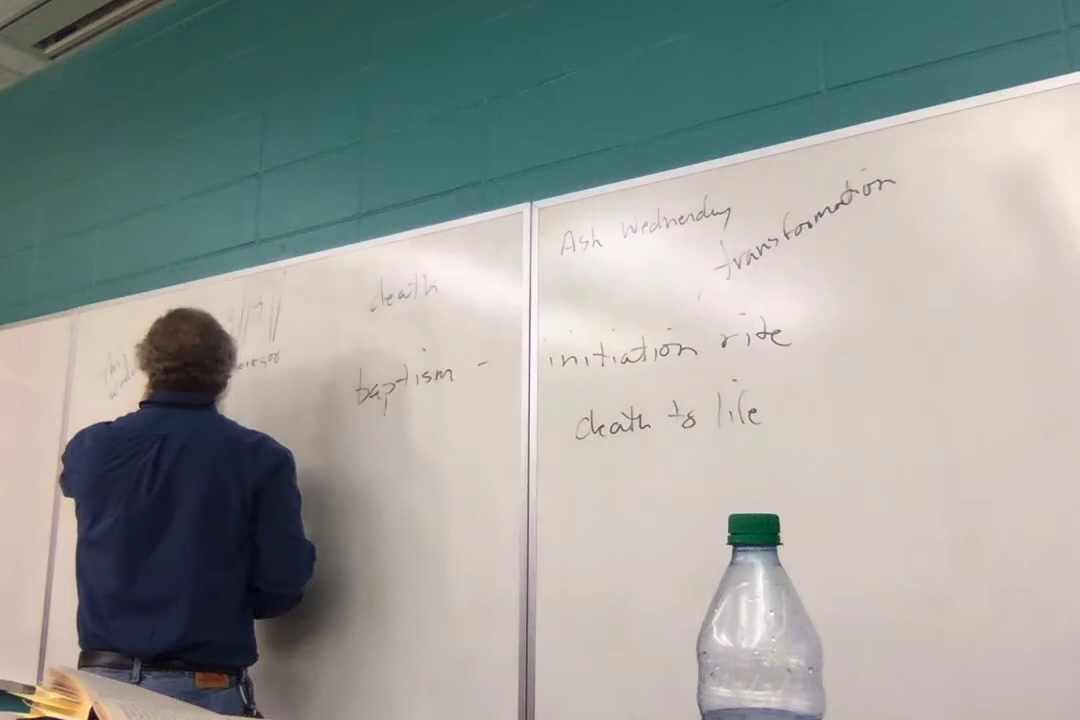 death
baptism -
Ash Wednesday
transformation
initiation rite
death to life